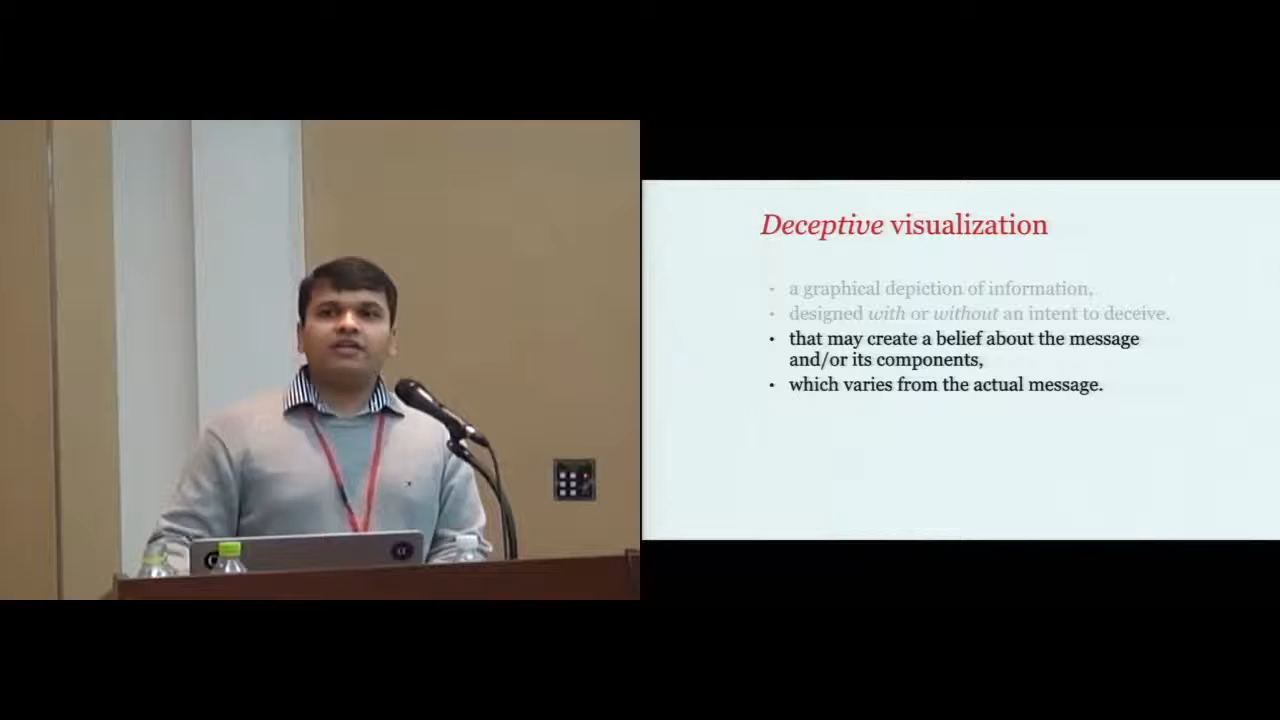 Deceptive visualization
• a graphical depiction of information,
• designed with or without an intent to deceive.
• that may create a belief about the message
and/or its components,
• which varies from the actual message.